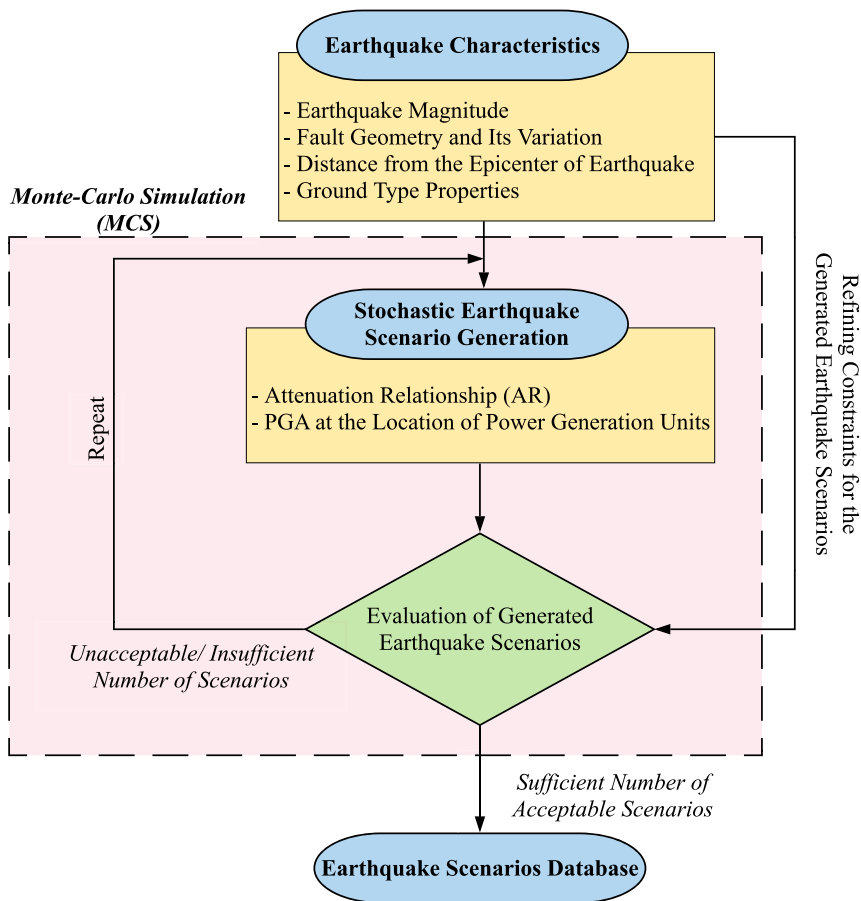 Earthquake Characteristics
- Earthquake Magnitude
- Fault Geometry and Its Variation
- Distance from the Epicenter of Earthquake
- Ground Type Properties
Monte-Carlo Simulation
(MCS)
Stochastic Earthquake
Scenario Generation
- Attenuation Relationship (AR)
- PGA at the Location of Power Generation Units
Repeat
Refining Constraints for the
Generated Earthquake Scenarios
Evaluation of Generated
Earthquake Scenarios
Unacceptable/ Insufficient
Number of Scenarios
Sufficient Number of
Acceptable Scenarios
Earthquake Scenarios Database